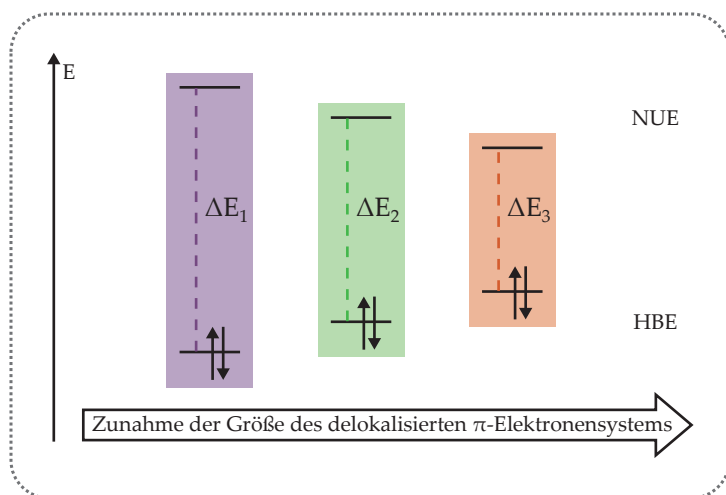 E
NUE
ΔE₁
ΔE₂
ΔE₃
HBE
Zunahme der Größe des delokalisierten π-Elektronensystems